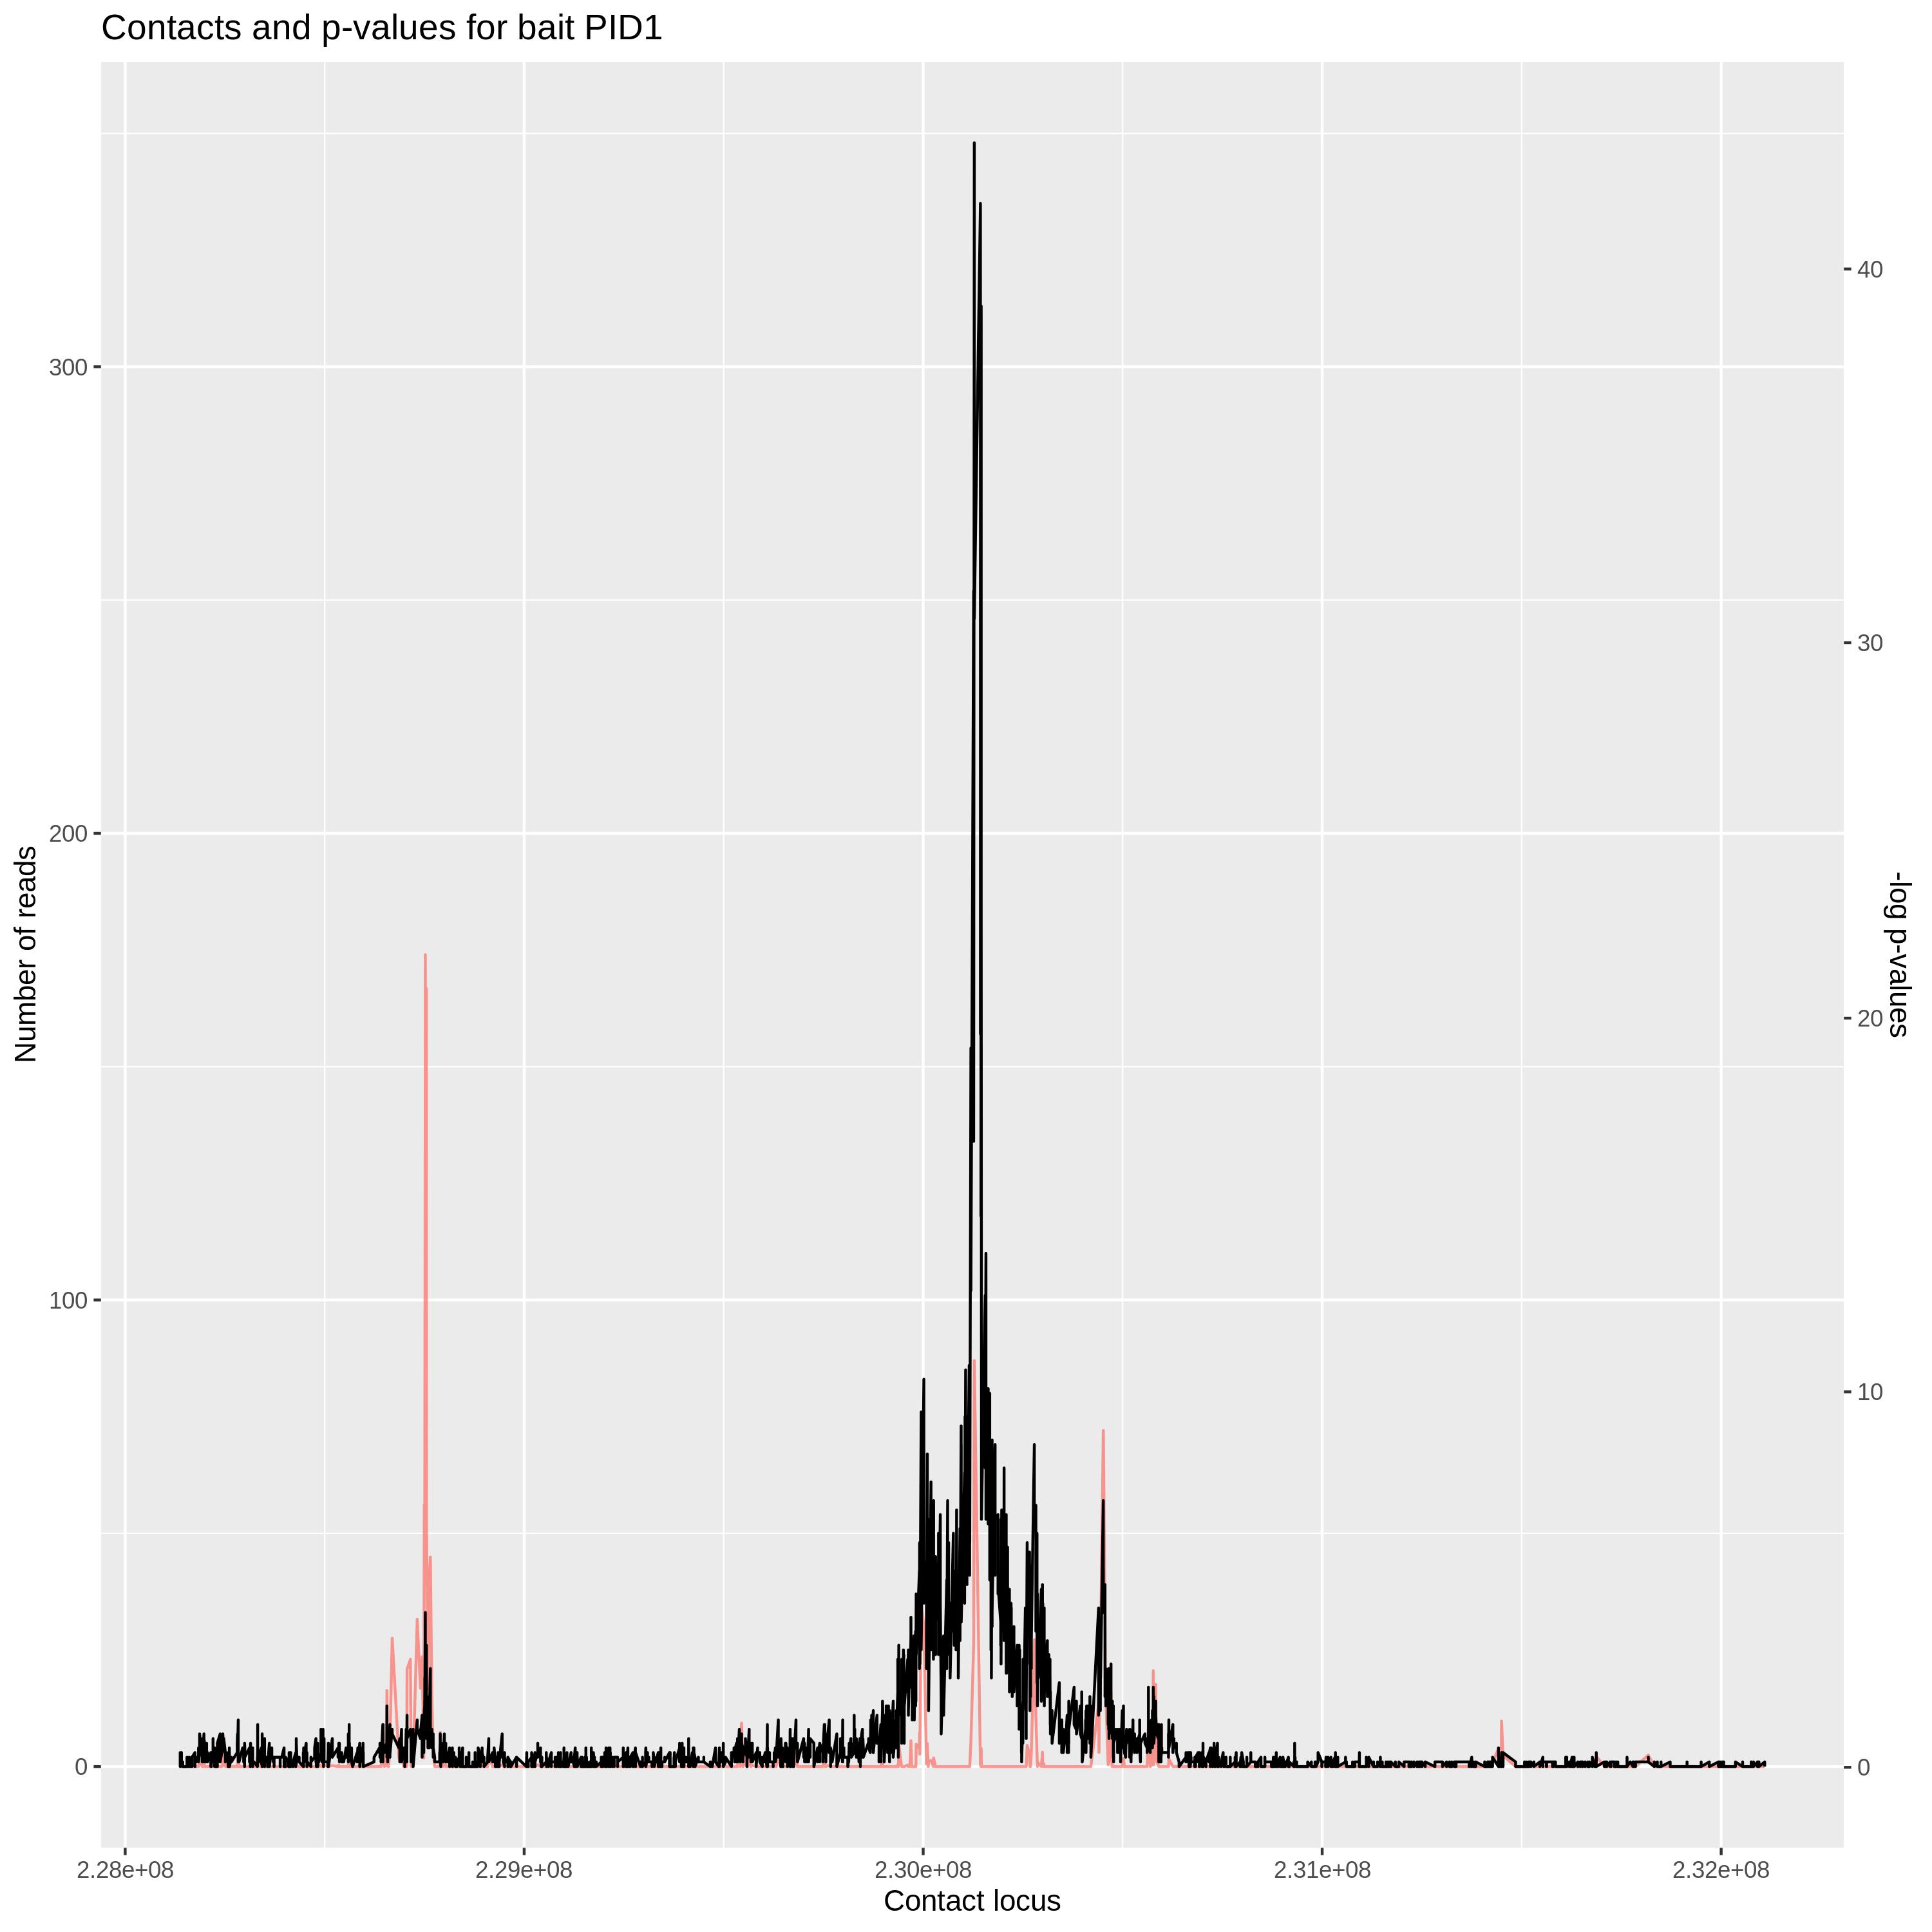 Contacts and p-values for bait PID1
Number of reads
300
200
100
0
40
30
20
10
0
-log p-values
2.28e+08
2.29e+08
2.30e+08
2.31e+08
2.32e+08
Contact locus